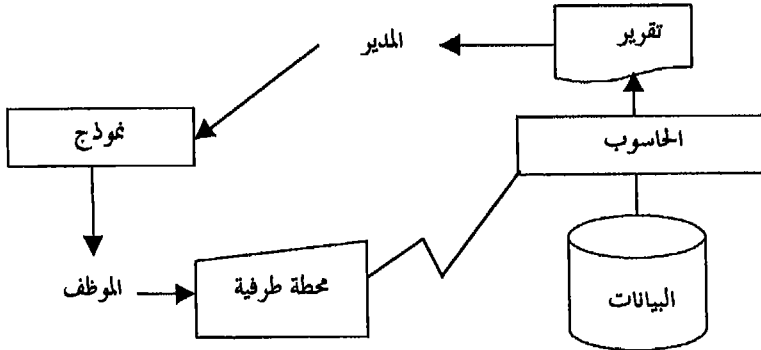 تقرير
المدير
نموذج
الحاسوب
الموظف
محطة طرفية
البيانات